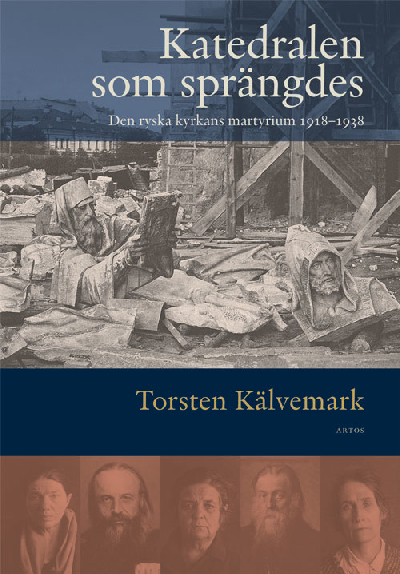 Katedralen
som sprängdes
Den ryska kyrkans martyrium 1918–1938
Torsten Kälvemark
ARTOS